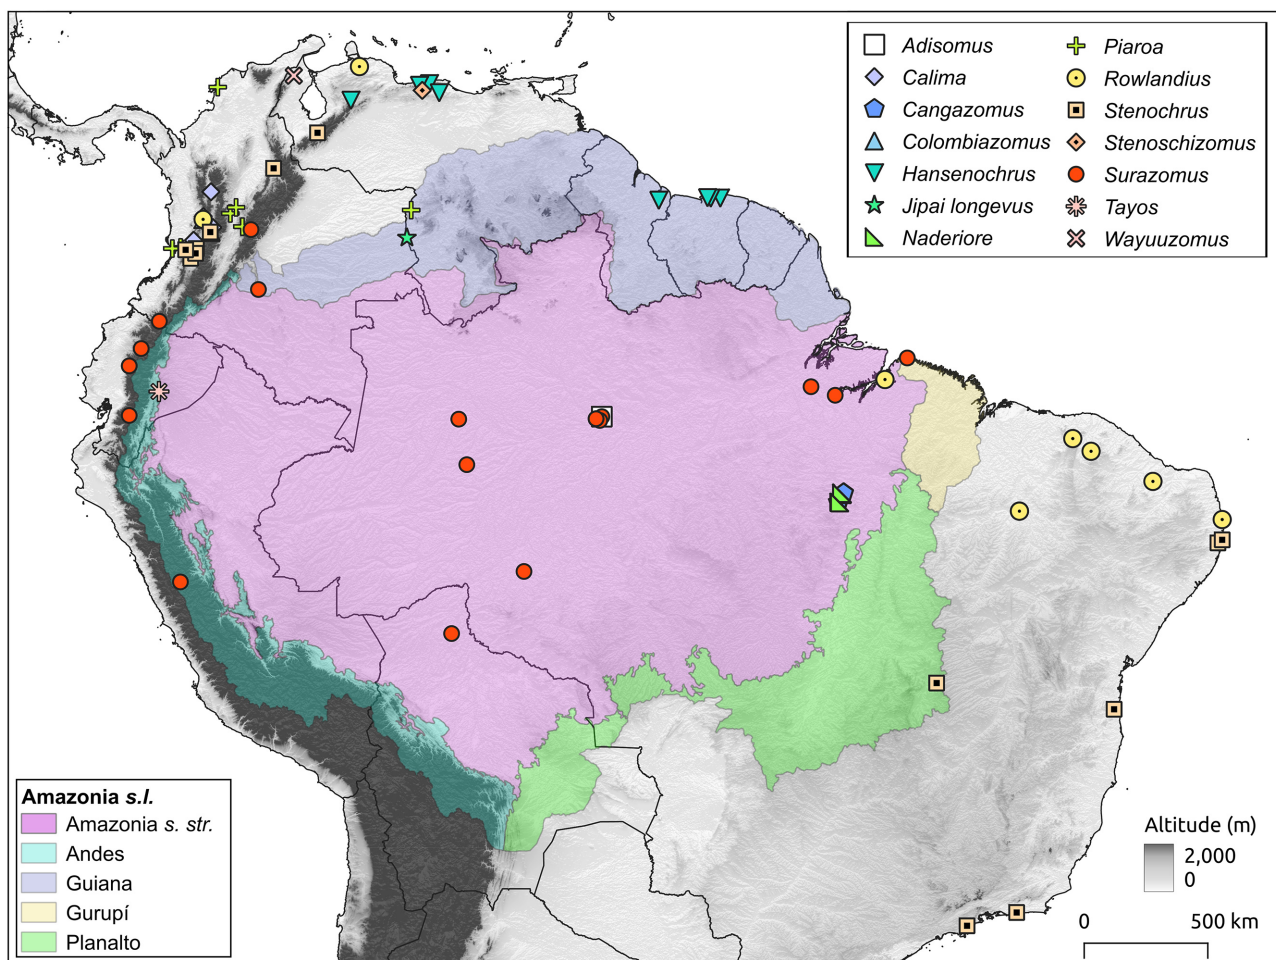 Adisomus
Calima
Cangazomus
Colombiazomus
Hansenochrus
Jipai longevus
Naderiore
Piaroa
Rowlandius
Stenochrus
Stenoschizomus
Surazomus
Tayos
Wayuuzomus
Amazonia s.l.
Amazonia s. str.
Andes
Guiana
Gurupí
Planalto
Altitude (m)
2,000
0
0 500 km